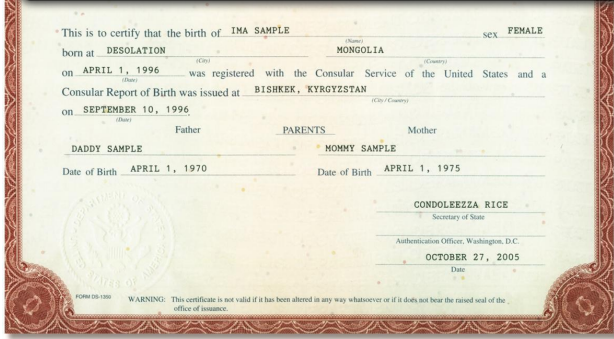 This is to certify that the birth of IMA SAMPLE sex FEMALE
(Name)
born at DESOLATION MONGOLIA
(City) (Country)
on APRIL 1, 1996 was registered with the Consular Service of the United States and a
(Date)
Consular Report of Birth was issued at BISHKEK, KYRGYZSTAN
(City / Country)
on SEPTEMBER 10, 1996
(Date)
Father PARENTS Mother
DADDY SAMPLE MOMMY SAMPLE
Date of Birth APRIL 1, 1970 Date of Birth APRIL 1, 1975
CONDOLEEZZA RICE
Secretary of State
Authentication Officer, Washington, D.C.
OCTOBER 27, 2005
Date
FORM DS-1350 WARNING: This certificate is not valid if it has been altered in any way whatsoever or if it does not bear the raised seal of the
office of issuance.